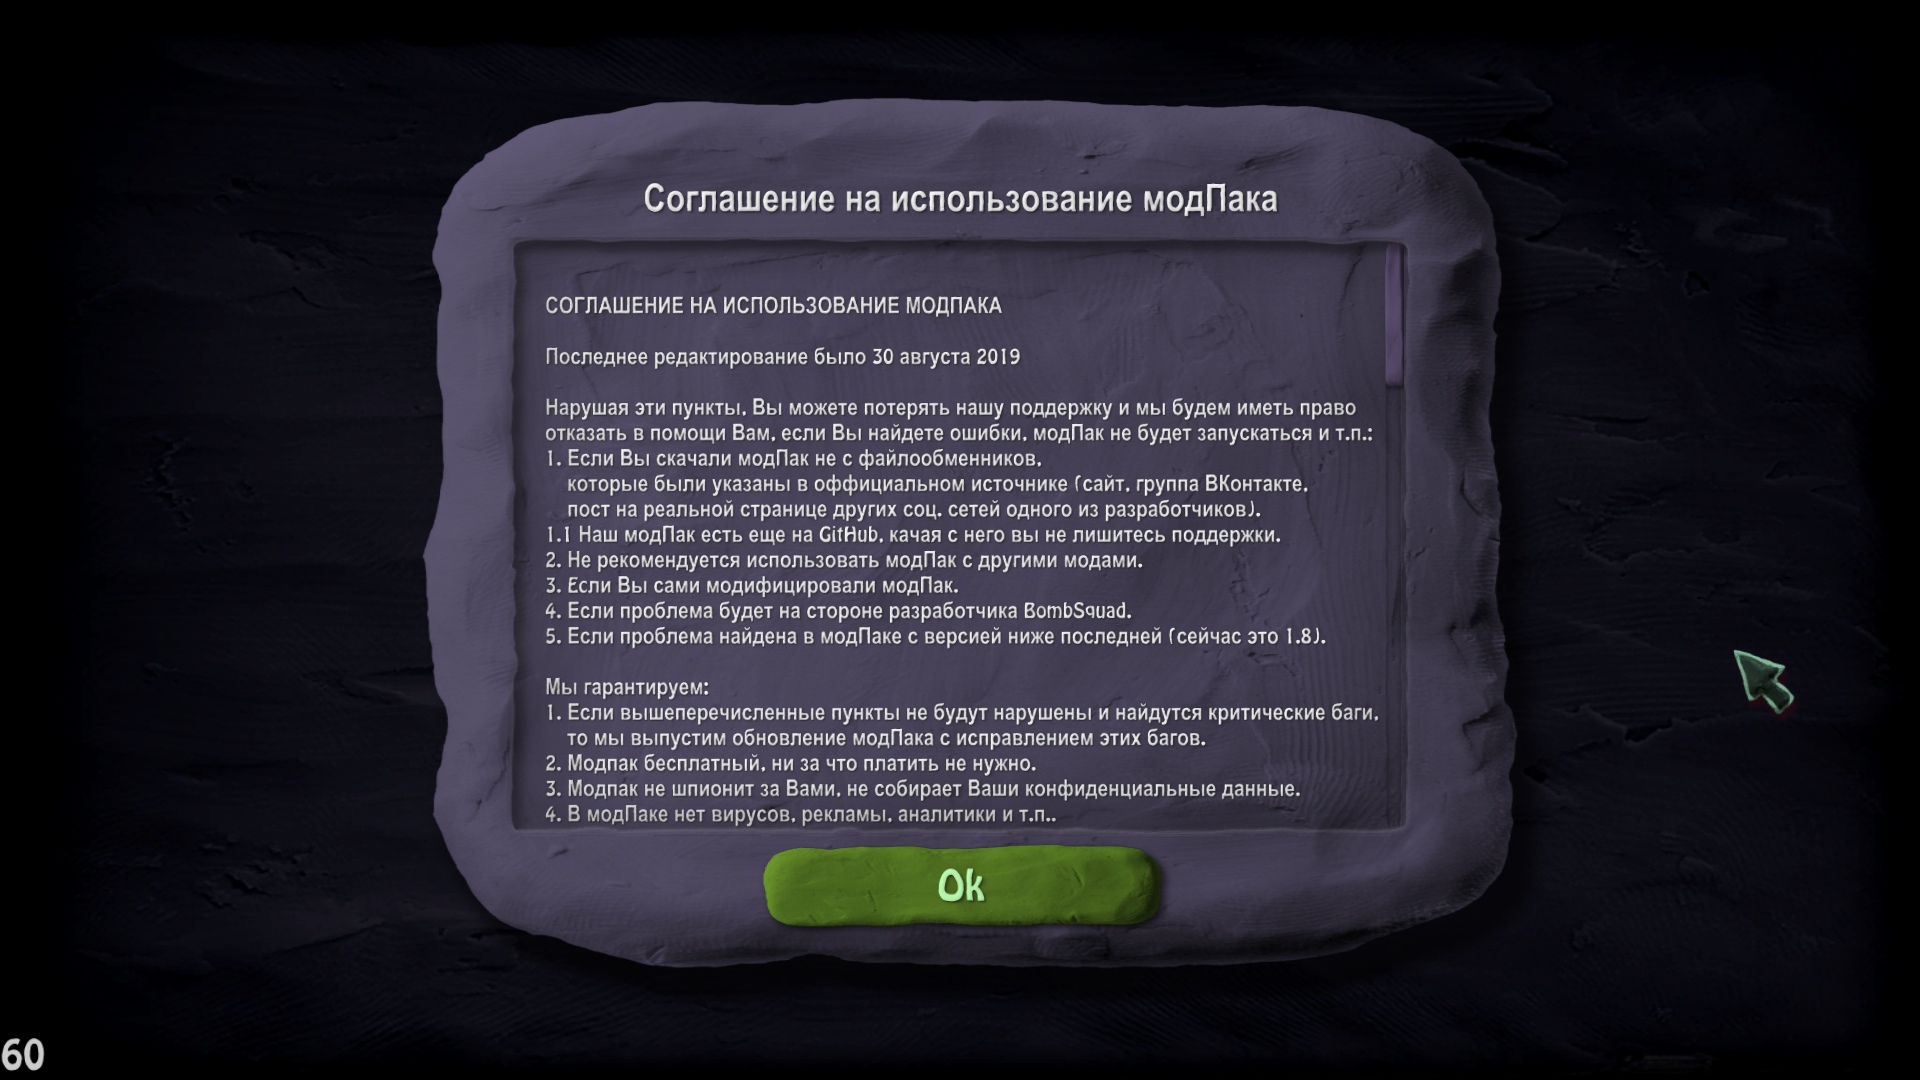 Соглашение на использование модПака
СОГЛАШЕНИЕ НА ИСПОЛЬЗОВАНИЕ МОДПАКА
Последнее редактирование было 30 августа 2019
Нарушая эти пункты, Вы можете потерять нашу поддержку и мы будем иметь право
отказать в помощи Вам, если Вы найдете ошибки, модПак не будет запускаться и т.п.:
1. Если Вы скачали модПак не с файлообменников,
которые были указаны в оффициальном источнике (сайт, группа ВКонтакте,
пост на реальной странице других соц. сетей одного из разработчиков).
1.1 Наш модПак есть еще на GitHub, качая с него вы не лишитесь поддержки.
2. Не рекомендуется использовать модПак с другими модами.
3. Если Вы сами модифицировали модПак.
4. Если проблема будет на стороне разработчика BombSquad.
5. Если проблема найдена в модПаке с версией ниже последней (сейчас это 1.8).
Мы гарантируем:
1. Если вышеперечисленные пункты не будут нарушены и найдутся критические баги,
то мы выпустим обновление модПака с исправлением этих багов.
2. Модпак бесплатный, ни за что платить не нужно.
3. Модпак не шпионит за Вами, не собирает Ваши конфиденциальные данные.
4. В модПаке нет вирусов, рекламы, аналитики и т.п..
Ok
60